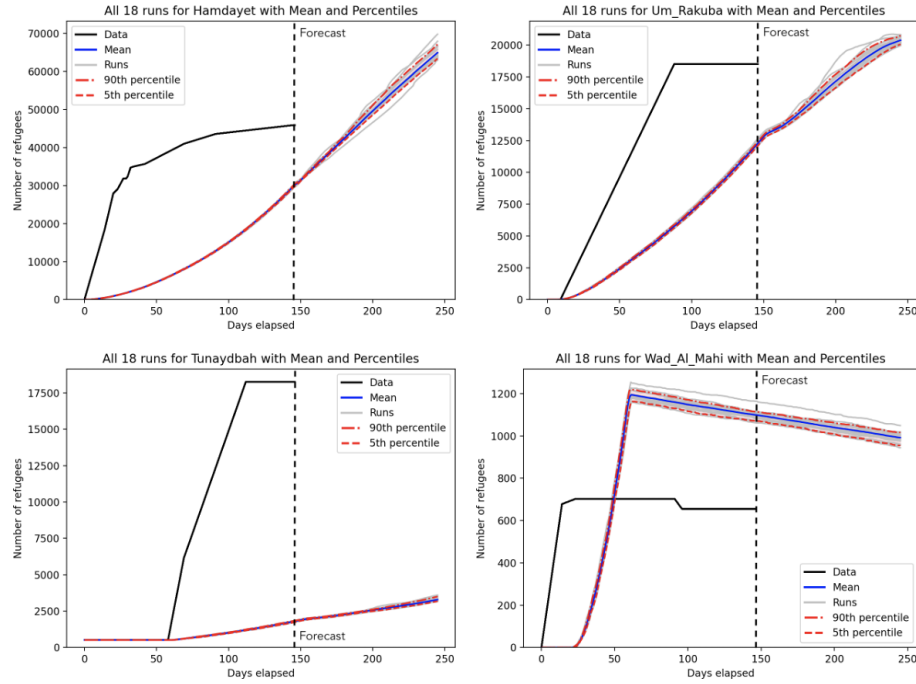 All 18 runs for Hamdayet with Mean and Percentiles
Forecast
Data
Mean
Runs
90th percentile
5th percentile
70000
60000
50000
40000
30000
20000
10000
0
Number of refugees
0
50
100
150
200
250
Days elapsed
All 18 runs for Um_Rakuba with Mean and Percentiles
Forecast
Data
Mean
Runs
90th percentile
5th percentile
20000
17500
15000
12500
10000
7500
5000
2500
0
Number of refugees
0
50
100
150
200
250
Days elapsed
All 18 runs for Tunaydbah with Mean and Percentiles
Data
Mean
Runs
90th percentile
5th percentile
17500
15000
12500
10000
7500
5000
2500
0
Number of refugees
Forecast
0
50
100
150
200
250
Days elapsed
All 18 runs for Wad_Al_Mahi with Mean and Percentiles
Forecast
1200
1000
800
600
400
200
0
Number of refugees
Data
Mean
Runs
90th percentile
5th percentile
0
50
100
150
200
250
Days elapsed